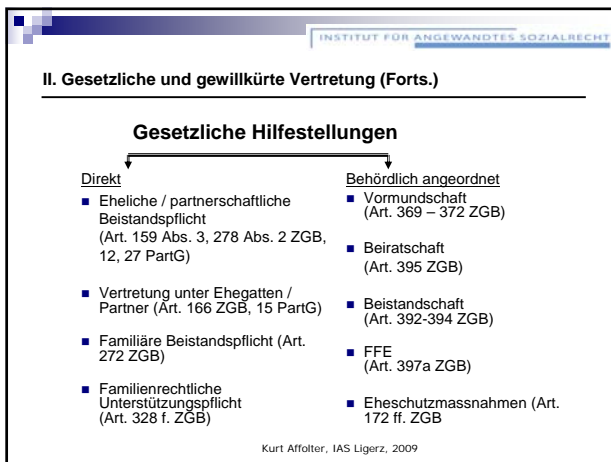 INSTITUT FÜR ANGEWANDTES SOZIALRECHT
II. Gesetzliche und gewillkürte Vertretung (Forts.)
Gesetzliche Hilfestellungen
Direkt
Eheliche / partnerschaftliche
Beistandspflicht
(Art. 159 Abs. 3, 278 Abs. 2 ZGB,
12, 27 PartG)
Vertretung unter Ehegatten /
Partner (Art. 166 ZGB, 15 PartG)
Familiäre Beistandspflicht (Art.
272 ZGB)
Familienrechtliche
Unterstützungspflicht
(Art. 328 f. ZGB)
Behördlich angeordnet
Vormundschaft
(Art. 369 – 372 ZGB)
Beiratschaft
(Art. 395 ZGB)
Beistandschaft
(Art. 392-394 ZGB)
FFE
(Art. 397a ZGB)
Eheschutzmassnahmen (Art.
172 ff. ZGB
Kurt Affolter, IAS Ligerz, 2009